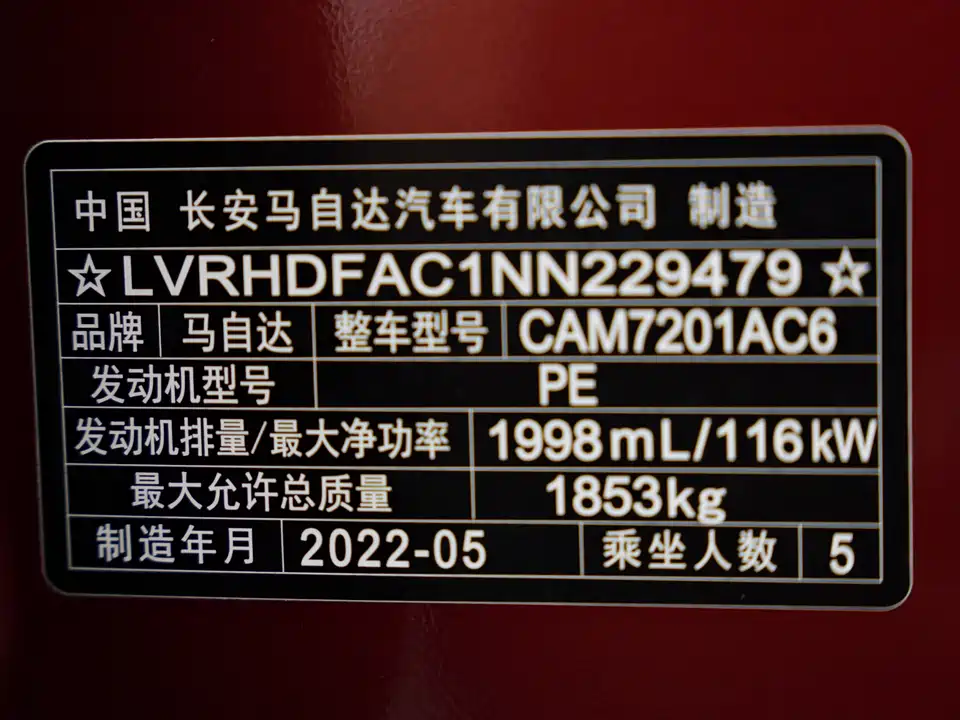 中国 长安马自达汽车有限公司 制造
☆LVRHDFAC1NN229479☆
品牌 马自达 整车型号 CAM7201AC6
发动机型号 PE
发动机排量/最大净功率 1998mL/116kW
最大允许总质量 1853kg
制造年月 2022-05 乘坐人数 5